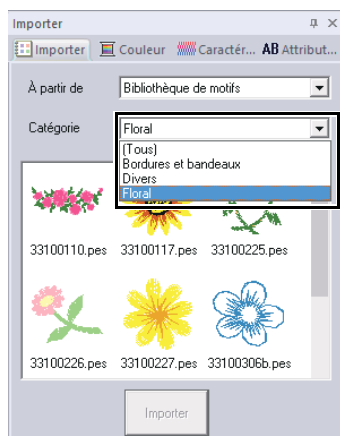 Importer
Importer Couleur Caractér... AB Attribut...
À partir de Bibliothèque de motifs
Catégorie Floral
(Tous)
Bordures et bandeaux
Divers
Floral
33100110.pes 33100117.pes 33100225.pes
33100226.pes 33100227.pes 33100306b.pes
Importer